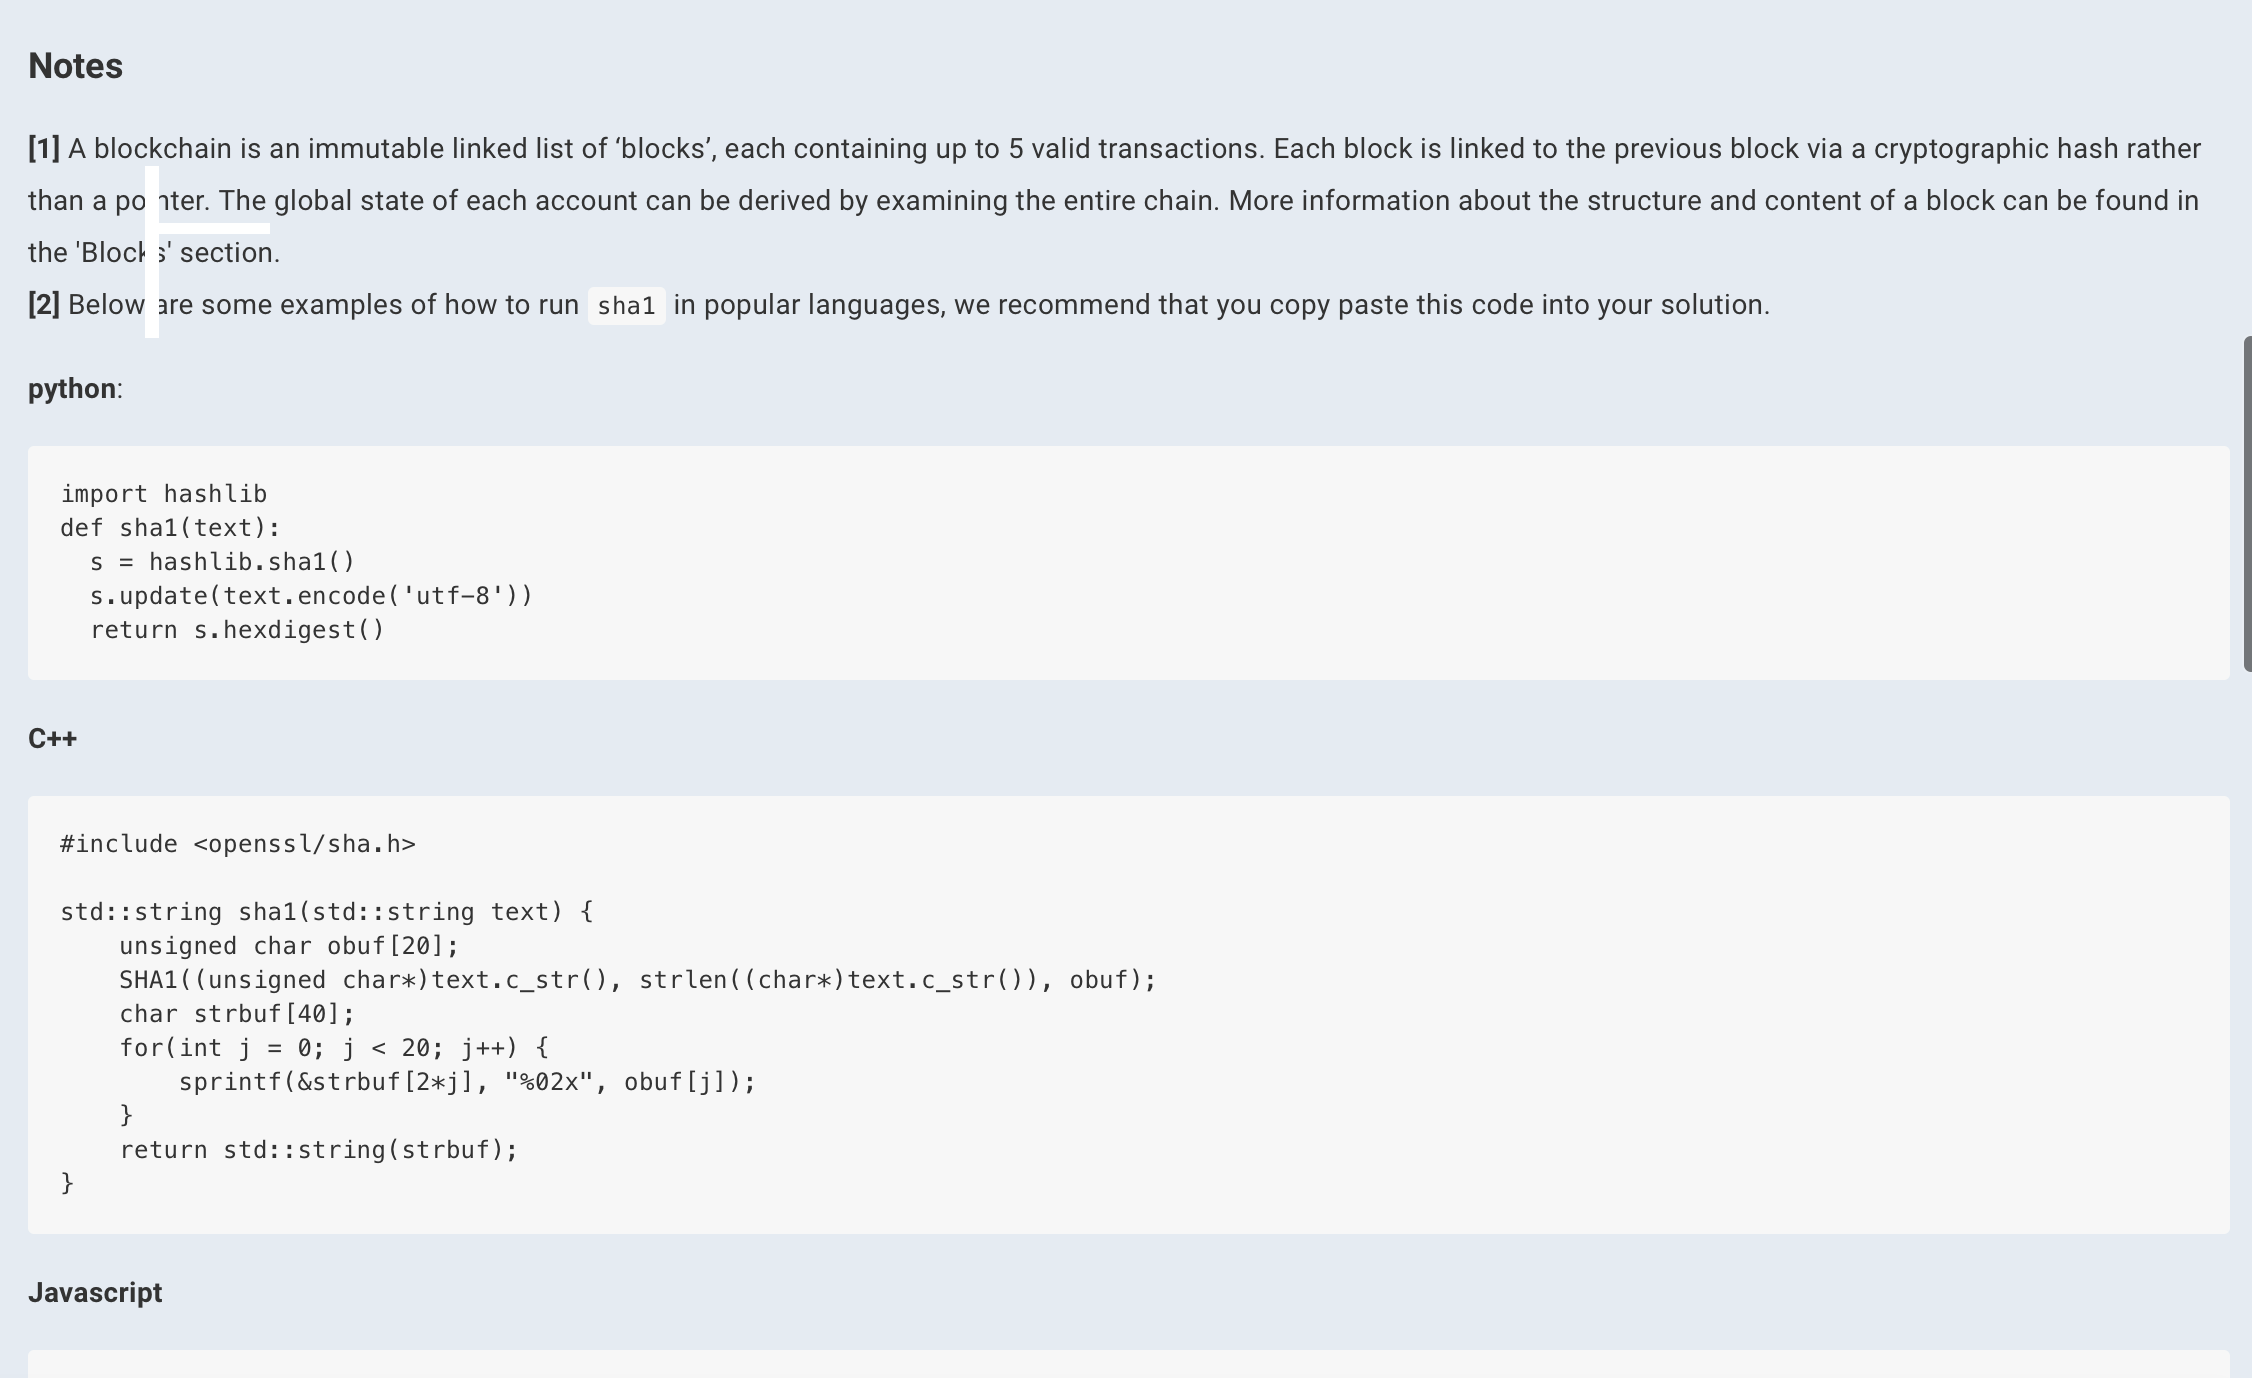 Notes
[1] A blockchain is an immutable linked list of ‘blocks’, each containing up to 5 valid transactions. Each block is linked to the previous block via a cryptographic hash rather
than a pointer. The global state of each account can be derived by examining the entire chain. More information about the structure and content of a block can be found in
the 'Blocks' section.
[2] Below are some examples of how to run sha1 in popular languages, we recommend that you copy paste this code into your solution.
python:
import hashlib
def sha1(text):
  s = hashlib.sha1()
  s.update(text.encode('utf-8'))
  return s.hexdigest()
C++
#include <openssl/sha.h>
std::string sha1(std::string text) {
    unsigned char obuf[20];
    SHA1((unsigned char*)text.c_str(), strlen((char*)text.c_str()), obuf);
    char strbuf[40];
    for(int j = 0; j < 20; j++) {
        sprintf(&strbuf[2*j], "%02x", obuf[j]);
    }
    return std::string(strbuf);
}
Javascript